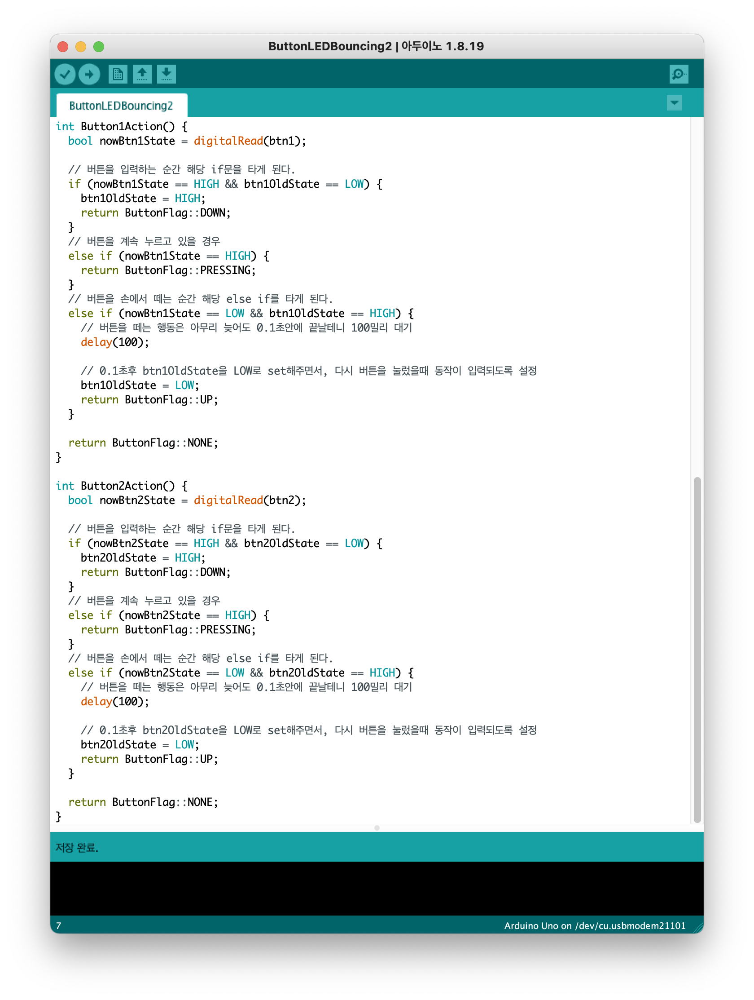 ButtonLEDBouncing2 | 아두이노 1.8.19
ButtonLEDBouncing2
int Button1Action() {
  bool nowBtn1State = digitalRead(btn1);

  // 버튼을 입력하는 순간 해당 if문을 타게 된다.
  if (nowBtn1State == HIGH && btn1OldState == LOW) {
    btn1OldState = HIGH;
    return ButtonFlag::DOWN;
  }
  // 버튼을 계속 누르고 있을 경우
  else if (nowBtn1State == HIGH) {
    return ButtonFlag::PRESSING;
  }
  // 버튼을 손에서 떼는 순간 해당 else if를 타게 된다.
  else if (nowBtn1State == LOW && btn1OldState == HIGH) {
    // 버튼을 떼는 행동은 아무리 늦어도 0.1초안에 끝날테니 100밀리 대기
    delay(100);

    // 0.1초후 btn1OldState을 LOW로 set해주면서, 다시 버튼을 눌렀을때 동작이 입력되도록 설정
    btn1OldState = LOW;
    return ButtonFlag::UP;
  }

  return ButtonFlag::NONE;
}

int Button2Action() {
  bool nowBtn2State = digitalRead(btn2);

  // 버튼을 입력하는 순간 해당 if문을 타게 된다.
  if (nowBtn2State == HIGH && btn2OldState == LOW) {
    btn2OldState = HIGH;
    return ButtonFlag::DOWN;
  }
  // 버튼을 계속 누르고 있을 경우
  else if (nowBtn2State == HIGH) {
    return ButtonFlag::PRESSING;
  }
  // 버튼을 손에서 떼는 순간 해당 else if를 타게 된다.
  else if (nowBtn2State == LOW && btn2OldState == HIGH) {
    // 버튼을 떼는 행동은 아무리 늦어도 0.1초안에 끝날테니 100밀리 대기
    delay(100);

    // 0.1초후 btn2OldState을 LOW로 set해주면서, 다시 버튼을 눌렀을때 동작이 입력되도록 설정
    btn2OldState = LOW;
    return ButtonFlag::UP;
  }

  return ButtonFlag::NONE;
}
저장 완료.
7
Arduino Uno on /dev/cu.usbmodem21101